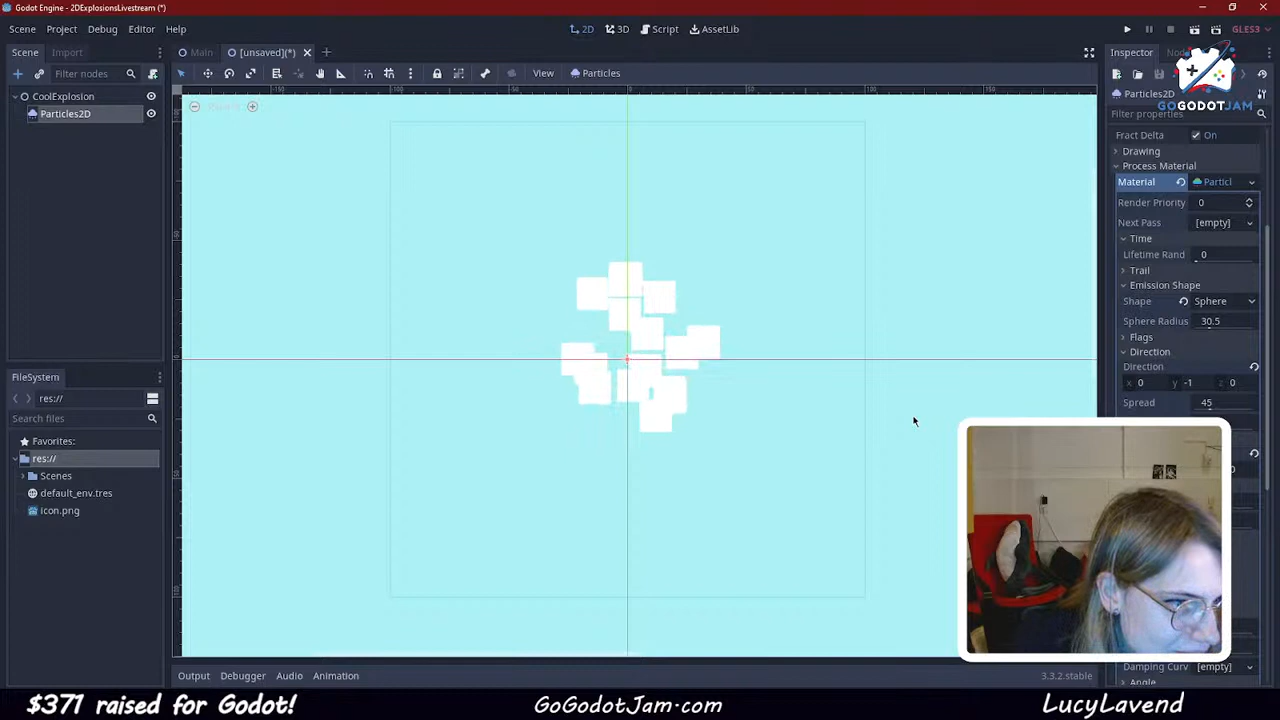 Godot Engine - 2DExplosionsLivestream (*)
Scene Project Debug Editor Help
2D 3D Script AssetLib
GLES3
Scene Import
Main [unsaved](*)
Inspector
Filter nodes
View Particles
CoolExplosion
Particles2D
Particles2D
GOGODOTJAM
Filter properties
Fract Delta On
Drawing
Process Material
Material Particl
Render Priority 0
Next Pass [empty]
Time
Lifetime Rand 0
Trail
Emission Shape
Shape Sphere
Sphere Radius 30.5
Flags
Direction
Direction
x 0 y -1 z 0
Spread 45
FileSystem
res://
Search files
Favorites:
res://
Scenes
default_env.tres
icon.png
Damping Curv [empty]
Angle
Output Debugger Audio Animation
3.3.2.stable
$371 raised for Godot! GoGodotJam.com LucyLavend